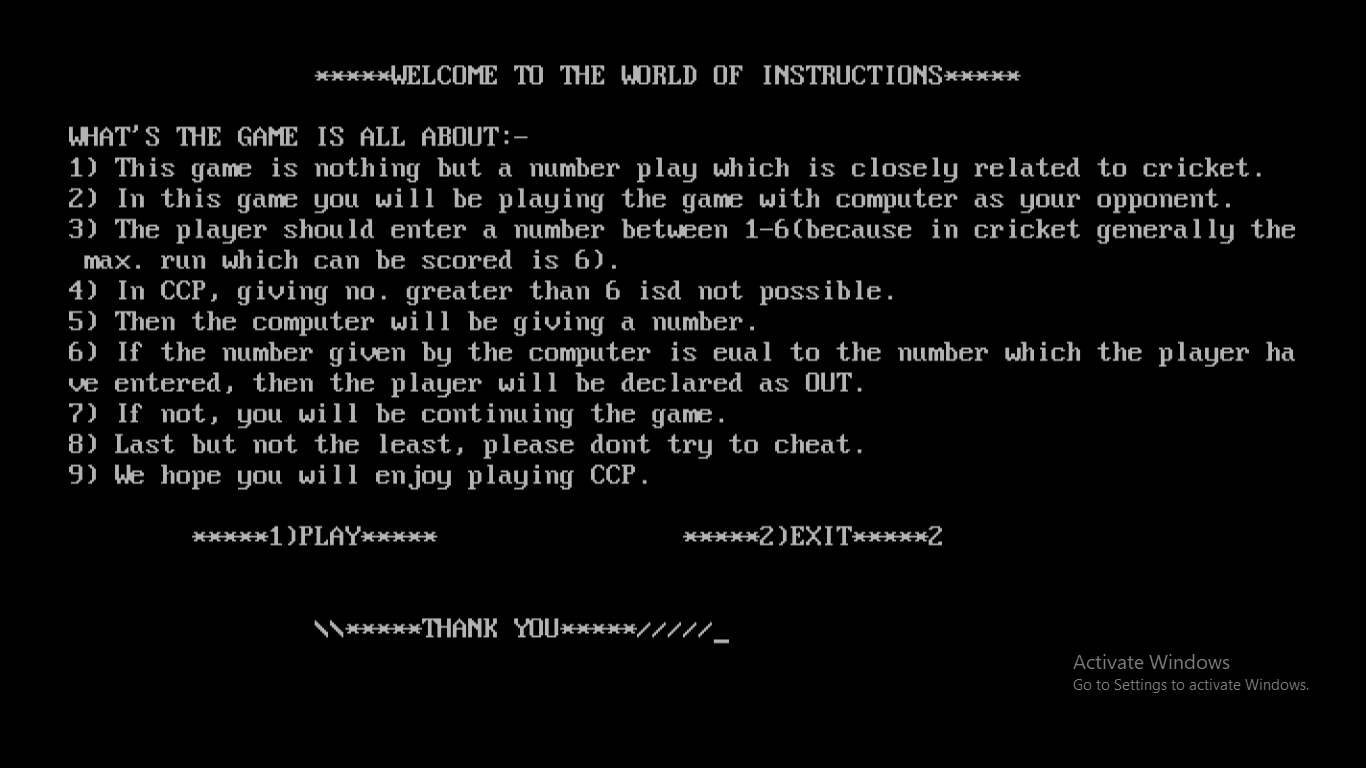 *****WELCOME TO THE WORLD OF INSTRUCTIONS*****
WHAT'S THE GAME IS ALL ABOUT:-
1) This game is nothing but a number play which is closely related to cricket.
2) In this game you will be playing the game with computer as your opponent.
3) The player should enter a number between 1-6(because in cricket generally the
max. run which can be scored is 6).
4) In CCP, giving no. greater than 6 isd not possible.
5) Then the computer will be giving a number.
6) If the number given by the computer is eual to the number which the player ha
ve entered, then the player will be declared as OUT.
7) If not, you will be continuing the game.
8) Last but not the least, please dont try to cheat.
9) We hope you will enjoy playing CCP.
*****1)PLAY***** *****2)EXIT*****2
\\*****THANK YOU*****/////_
Activate Windows
Go to Settings to activate Windows.